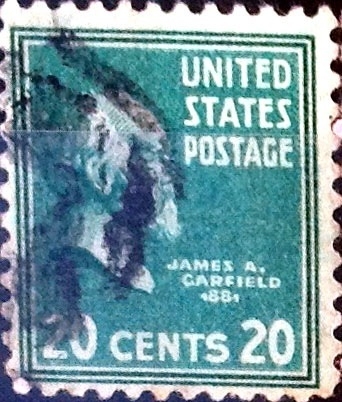 UNITED
STATES
POSTAGE
JAMES A.
GARFIELD
1881
20 CENTS 20